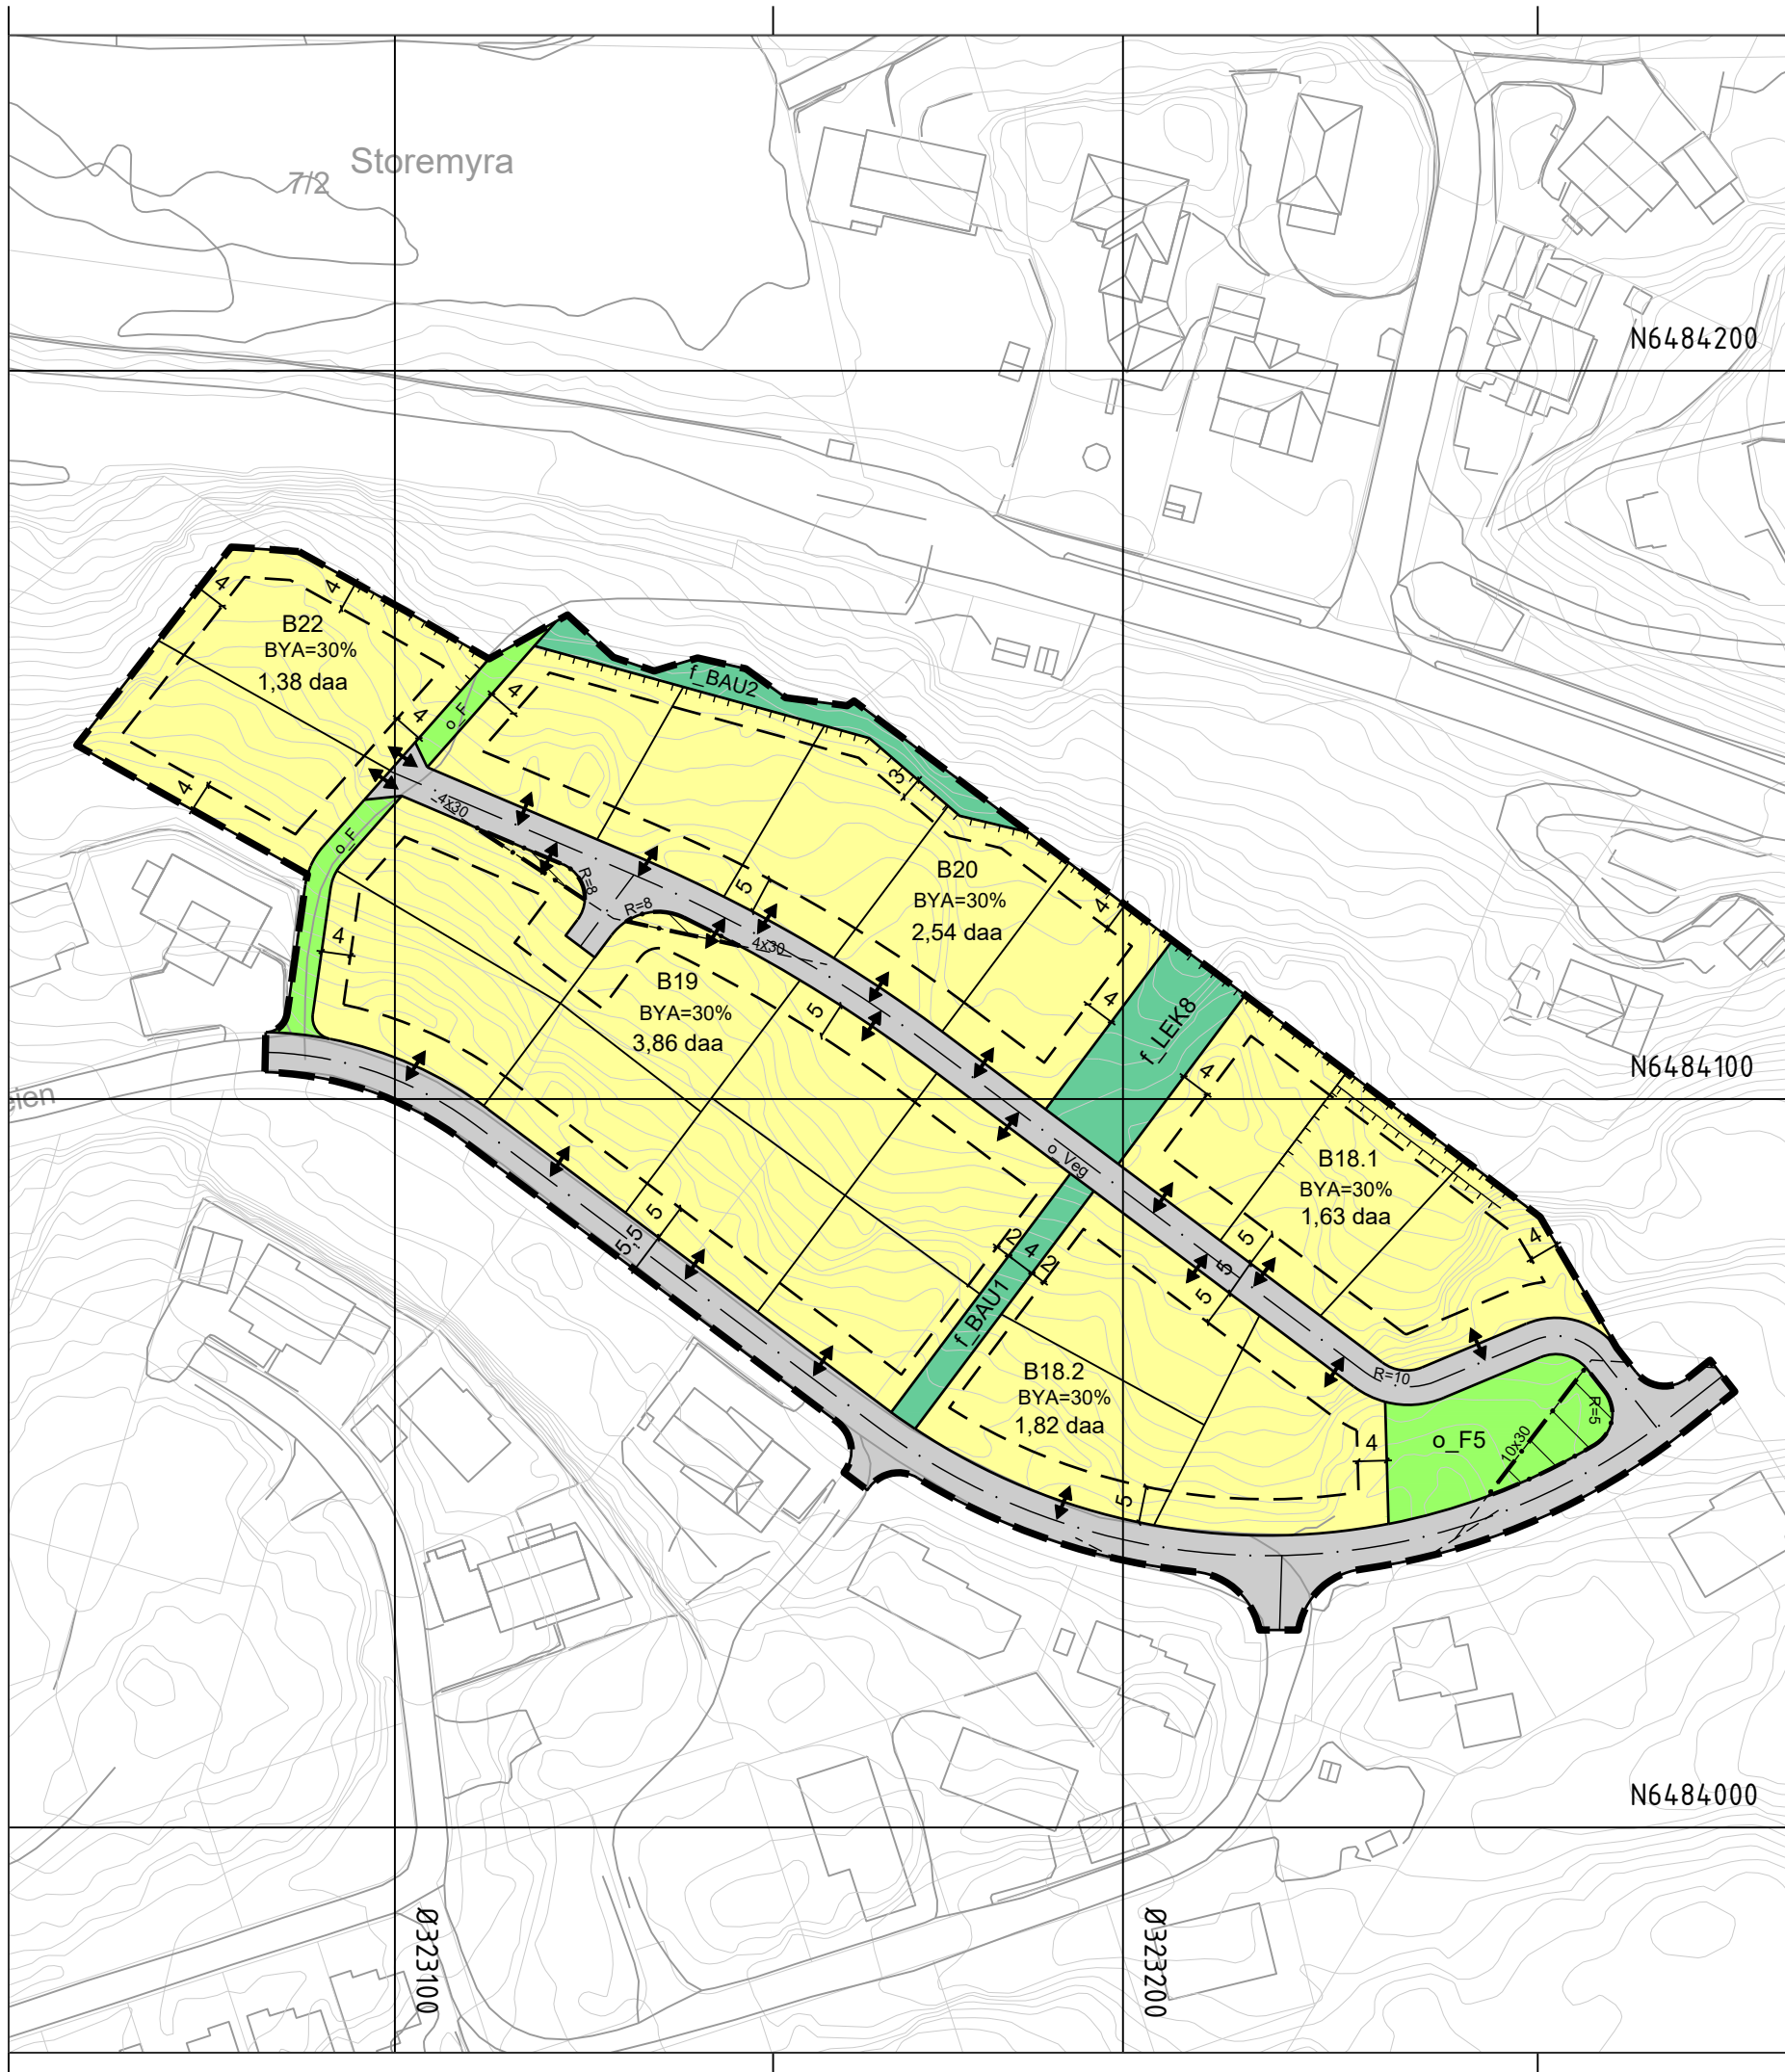 Storemyra
7/2
N6484200
4
4
B22
BYA=30%
1,38 daa
f_BAU2
4
4
o_F
3
4
4x30
o_F
R=8
R=8
5
B20
BYA=30%
2,54 daa
4
4
4x30
B19
BYA=30%
3,86 daa
5
4
f_LEK8
N6484100
eien
4
o_Veg
B18.1
BYA=30%
1,63 daa
5
5,5
2
4
2
5
5
5
4
f_BAU1
B18.2
BYA=30%
1,82 daa
R=10
R=5
4
o_F5
10x30
5
N6484000
Ø323100
Ø323200